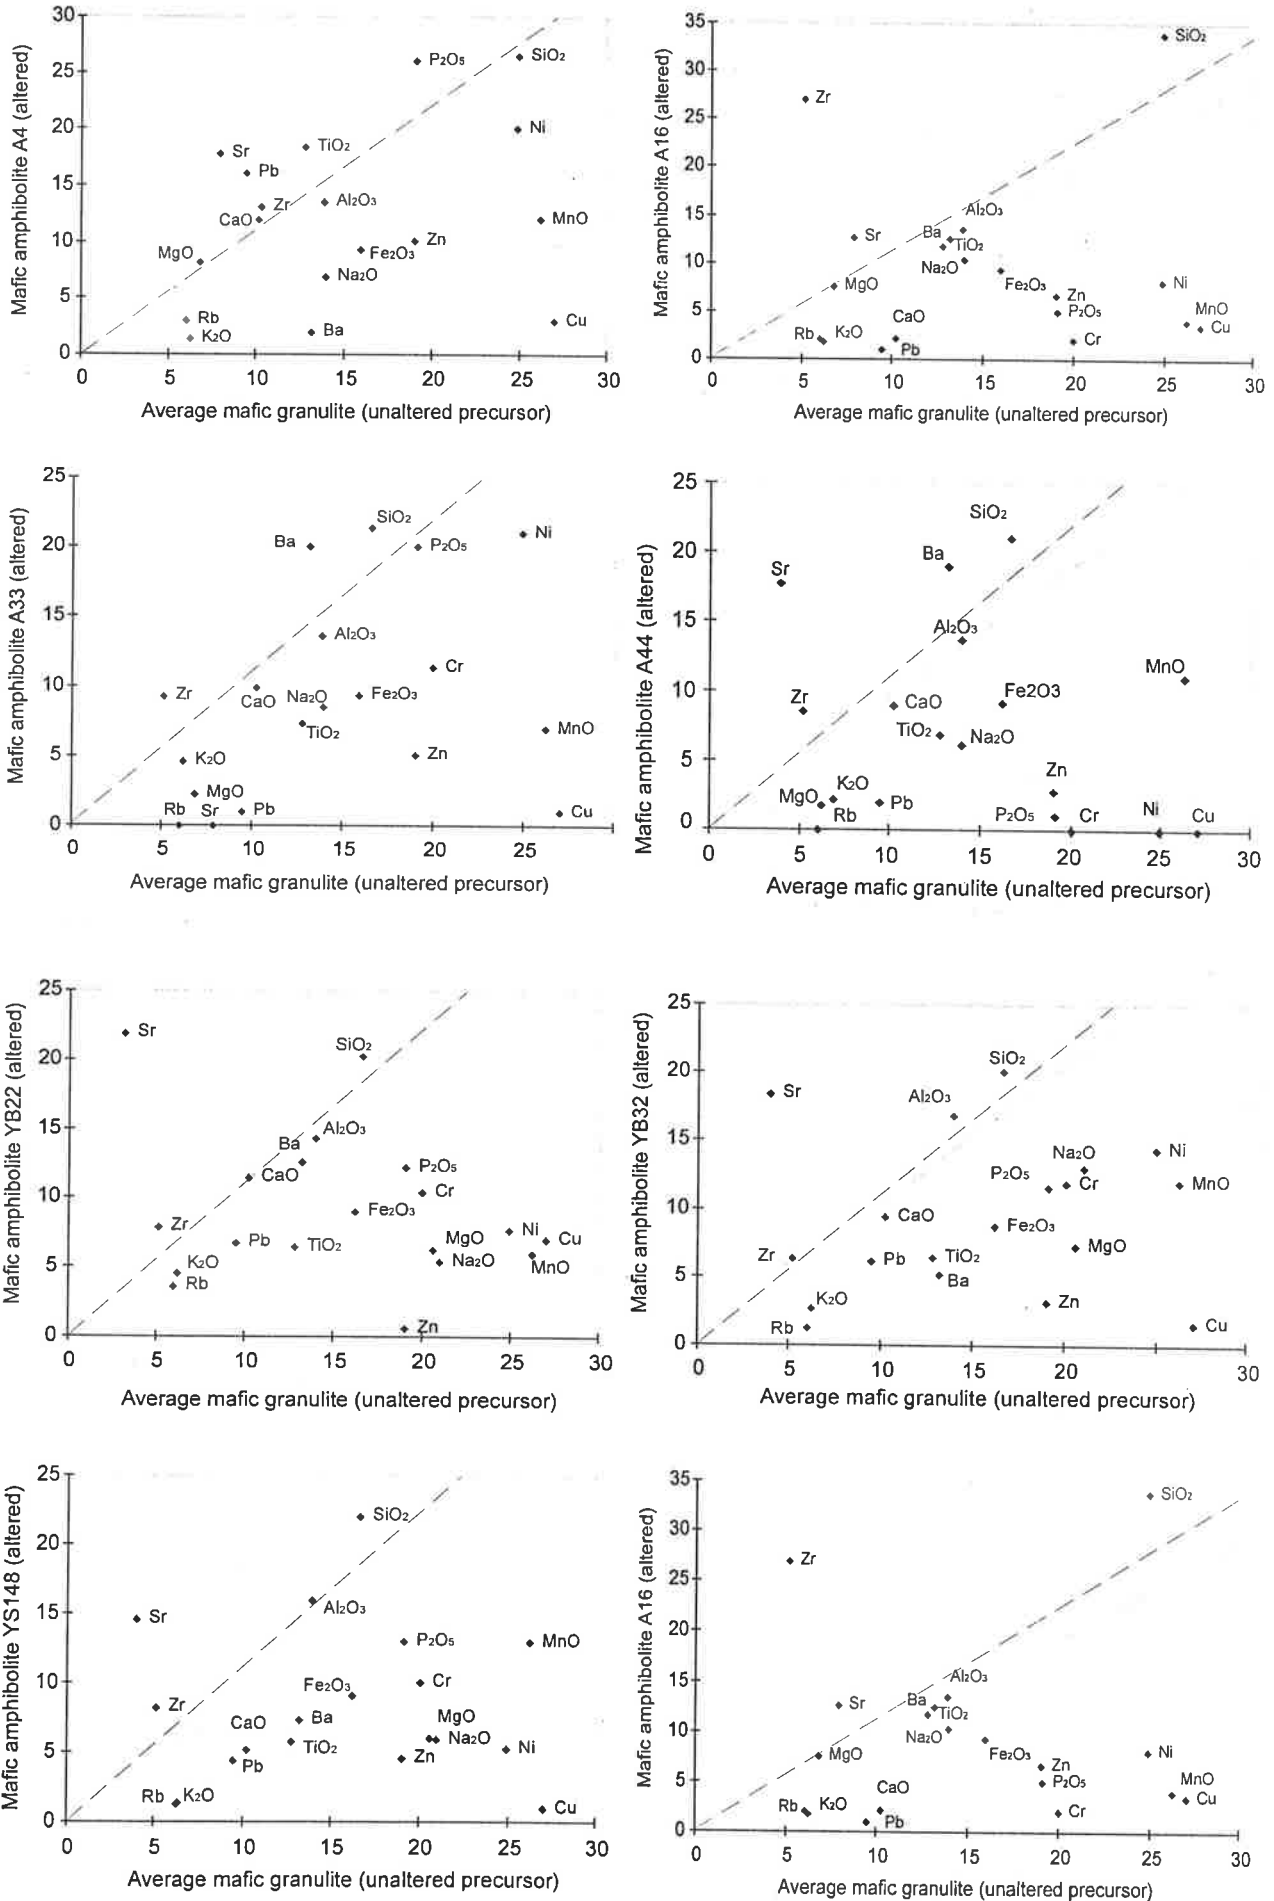 Mafic amphibolite A4 (altered)
30
25
20
15
10
5
0
P₂O₅
SiO₂
Ni
TiO₂
Sr
Pb
Zr
Al₂O₃
CaO
MnO
MgO
Zn
Fe₂O₃
Na₂O
Rb
K₂O
Ba
Cu
0 5 10 15 20 25 30
Average mafic granulite (unaltered precursor)
Mafic amphibolite A16 (altered)
35
30
25
20
15
10
5
0
SiO₂
Zr
Al₂O₃
Sr
Ba
TiO₂
Na₂O
MgO
Fe₂O₃
Ni
Zn
P₂O₅
MnO
CaO
Rb
K₂O
Cu
Cr
Pb
0 5 10 15 20 25 30
Average mafic granulite (unaltered precursor)
Mafic amphibolite A33 (altered)
25
20
15
10
5
0
SiO₂
Ba
P₂O₅
Ni
Al₂O₃
Cr
Zr
CaO
Na₂O
Fe₂O₃
TiO₂
MnO
K₂O
Zn
MgO
Rb
Sr
Pb
Cu
0 5 10 15 20 25
Average mafic granulite (unaltered precursor)
Mafic amphibolite A44 (altered)
25
20
15
10
5
0
SiO₂
Ba
Sr
Al₂O₃
MnO
Zr
CaO
Fe2O3
TiO₂
Na₂O
Zn
K₂O
MgO
Pb
Rb
P₂O₅
Cr
Ni
Cu
0 5 10 15 20 25 30
Average mafic granulite (unaltered precursor)
Mafic amphibolite YB22 (altered)
25
20
15
10
5
0
Sr
SiO₂
Al₂O₃
Ba
CaO
P₂O₅
Cr
Zr
Fe₂O₃
Pb
TiO₂
MgO
Ni
Cu
K₂O
Na₂O
MnO
Rb
Zn
0 5 10 15 20 25 30
Average mafic granulite (unaltered precursor)
Mafic amphibolite YB32 (altered)
25
20
15
10
5
0
SiO₂
Sr
Al₂O₃
Na₂O
Ni
P₂O₅
Cr
MnO
CaO
Fe₂O₃
Zr
Pb
TiO₂
MgO
Ba
K₂O
Zn
Rb
Cu
0 5 10 15 20 30
Average mafic granulite (unaltered precursor)
Mafic amphibolite YS148 (altered)
25
20
15
10
5
0
SiO₂
Sr
Al₂O₃
P₂O₅
MnO
Fe₂O₃
Cr
Zr
CaO
Ba
MgO
TiO₂
Na₂O
Pb
Zn
Ni
Rb
K₂O
Cu
0 5 10 15 20 25 30
Average mafic granulite (unaltered precursor)
Mafic amphibolite A16 (altered)
35
30
25
20
15
10
5
0
SiO₂
Zr
Al₂O₃
Sr
Ba
TiO₂
Na₂O
MgO
Fe₂O₃
Ni
Zn
P₂O₅
MnO
CaO
Rb
K₂O
Cu
Cr
Pb
0 5 10 15 20 25 30
Average mafic granulite (unaltered precursor)